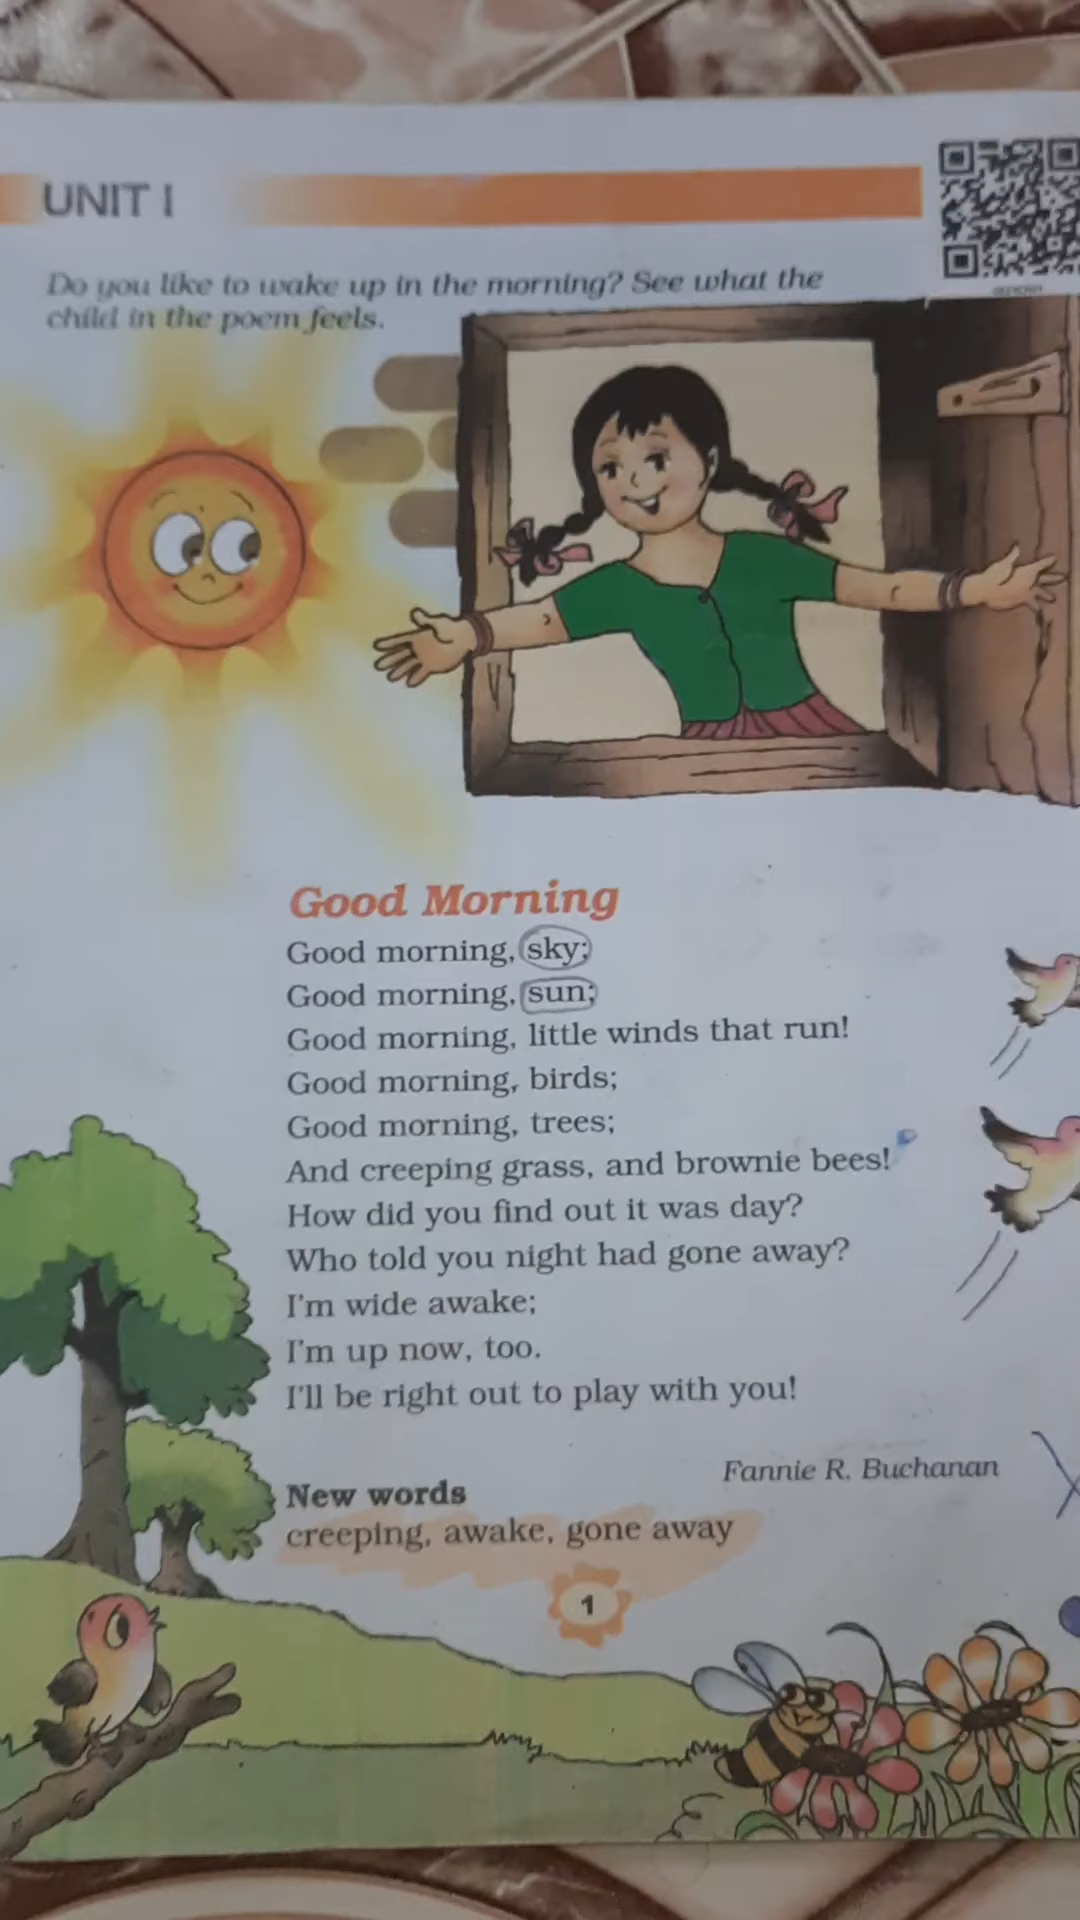 UNIT I
Do you like to wake up in the morning? See what the
child in the poem feels.
Good Morning
Good morning, sky;
Good morning, sun;
Good morning, little winds that run!
Good morning, birds;
Good morning, trees;
And creeping grass, and brownie bees!
How did you find out it was day?
Who told you night had gone away?
I'm wide awake;
I'm up now, too.
I'll be right out to play with you!
Fannie R. Buchanan
New words
creeping, awake, gone away
1